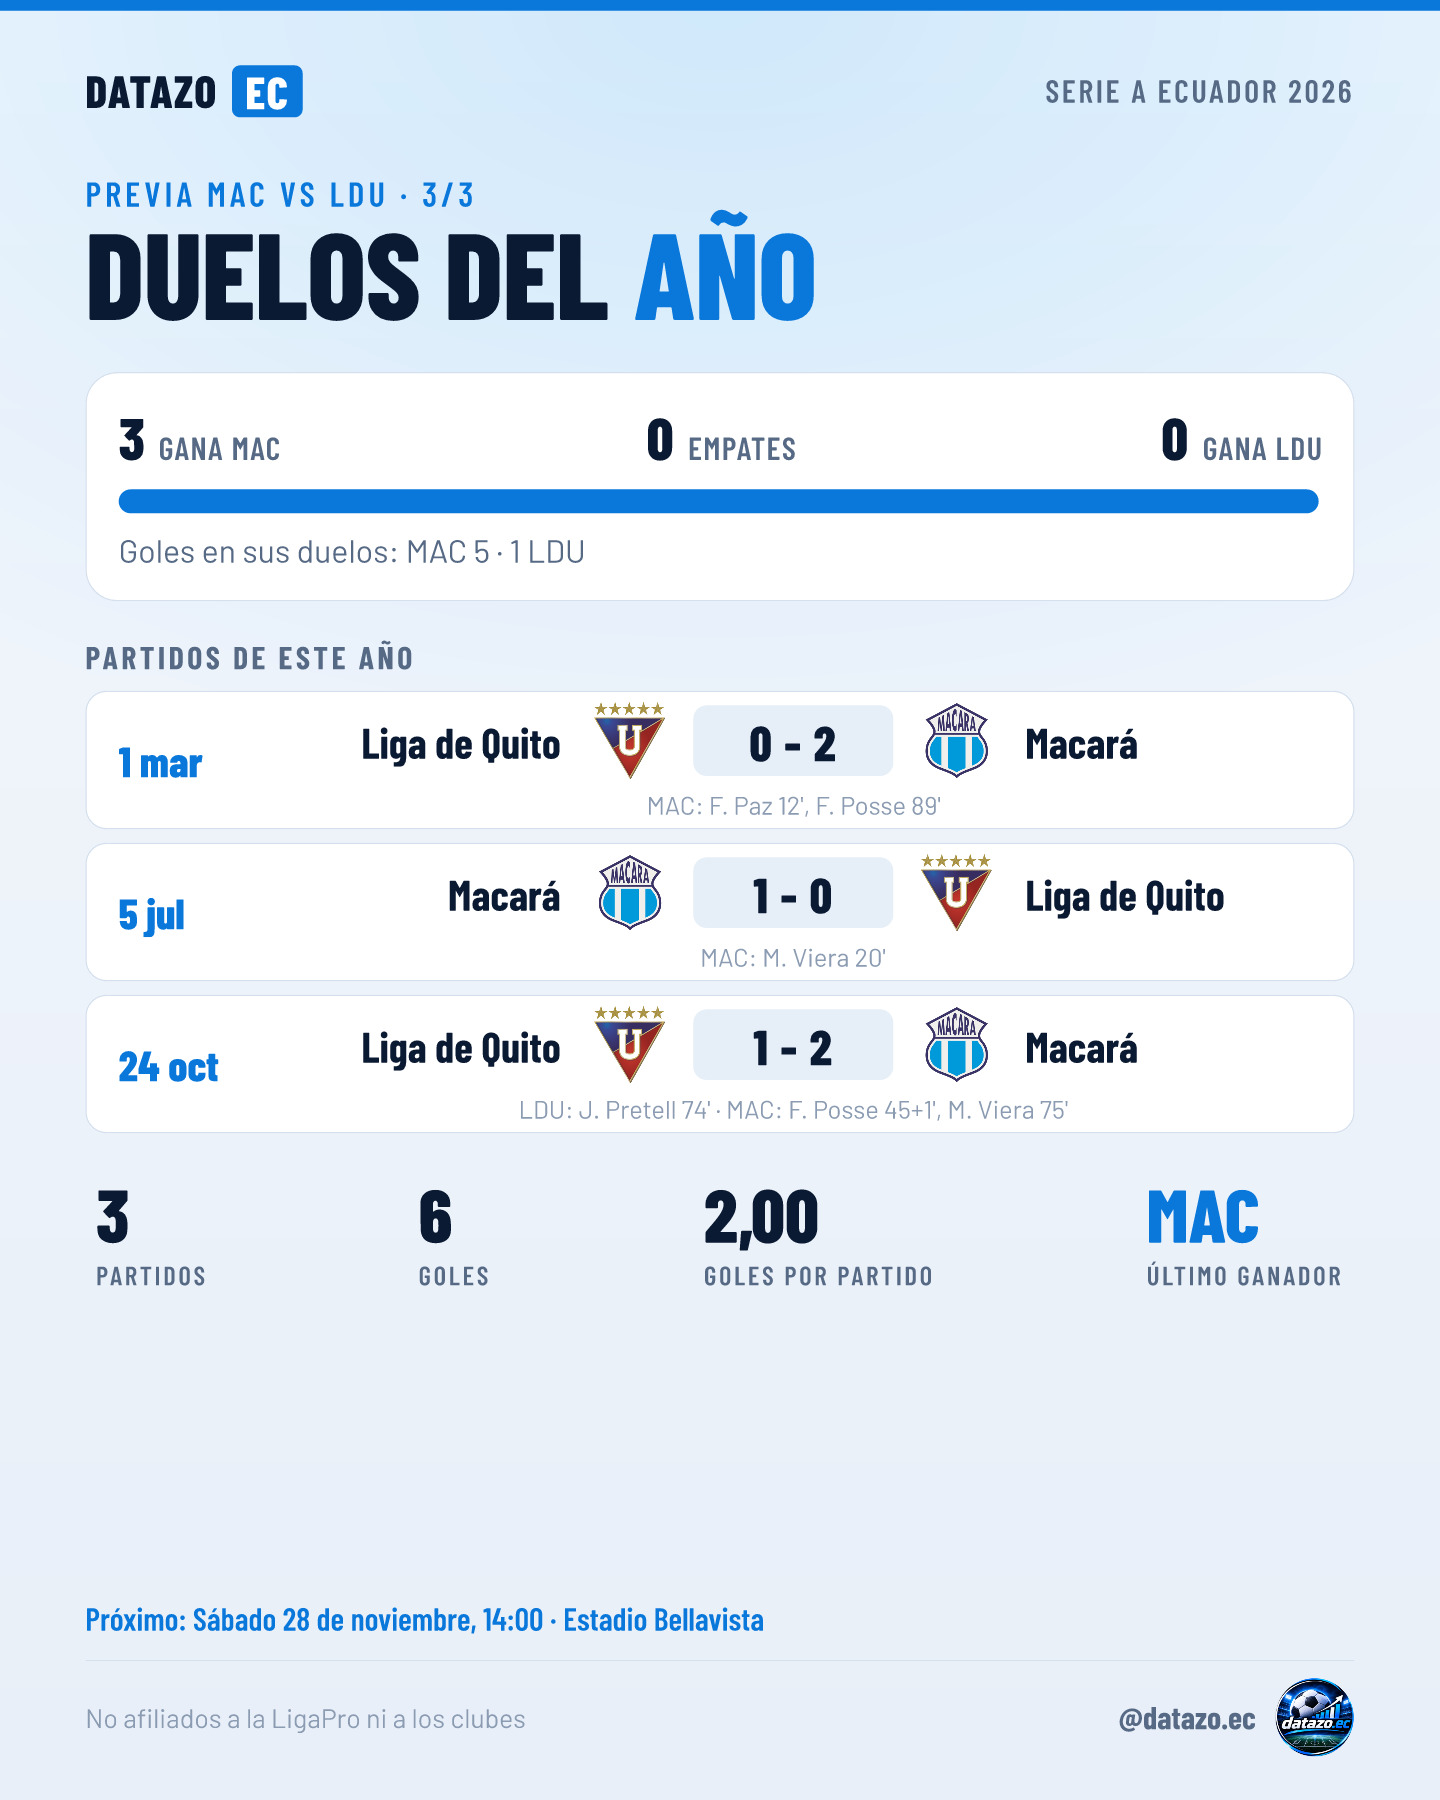 DATAZO EC
SERIE A ECUADOR 2026
PREVIA MAC VS LDU · 3/3
DUELOS DEL AÑO
3 GANA MAC
0 EMPATES
0 GANA LDU
Goles en sus duelos: MAC 5 · 1 LDU
PARTIDOS DE ESTE AÑO
1 mar
Liga de Quito U 0 - 2 MACARÁ Macará
MAC: F. Paz 12', F. Posse 89'
5 jul
Macará MACARÁ 1 - 0 U Liga de Quito
MAC: M. Viera 20'
24 oct
Liga de Quito U 1 - 2 MACARÁ Macará
LDU: J. Pretell 74' · MAC: F. Posse 45+1', M. Viera 75'
3
PARTIDOS
6
GOLES
2,00
GOLES POR PARTIDO
MAC
ÚLTIMO GANADOR
Próximo: Sábado 28 de noviembre, 14:00 · Estadio Bellavista
No afiliados a la LigaPro ni a los clubes
@datazo.ec
datazo.ec